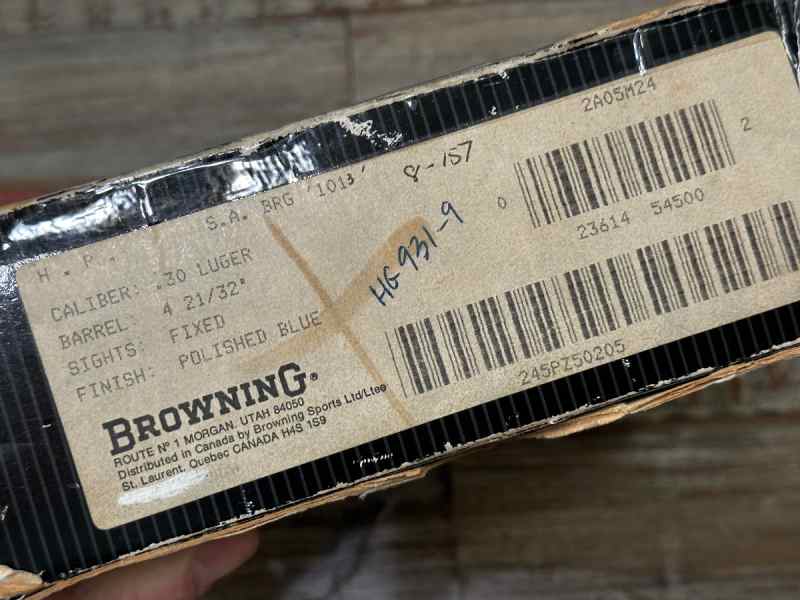 2A05M24
H.P. S.A. BRG '1013' 8-157
CALIBER: .30 LUGER
BARREL: 4 21/32"
SIGHTS: FIXED
FINISH: POLISHED BLUE
HG 931-9
0 23614 54500 2
245PZ50205
BROWNING®
ROUTE Nº 1 MORGAN, UTAH 84050
Distributed in Canada by Browning Sports Ltd/Ltee
St. Laurent, Quebec CANADA H4S 1S9